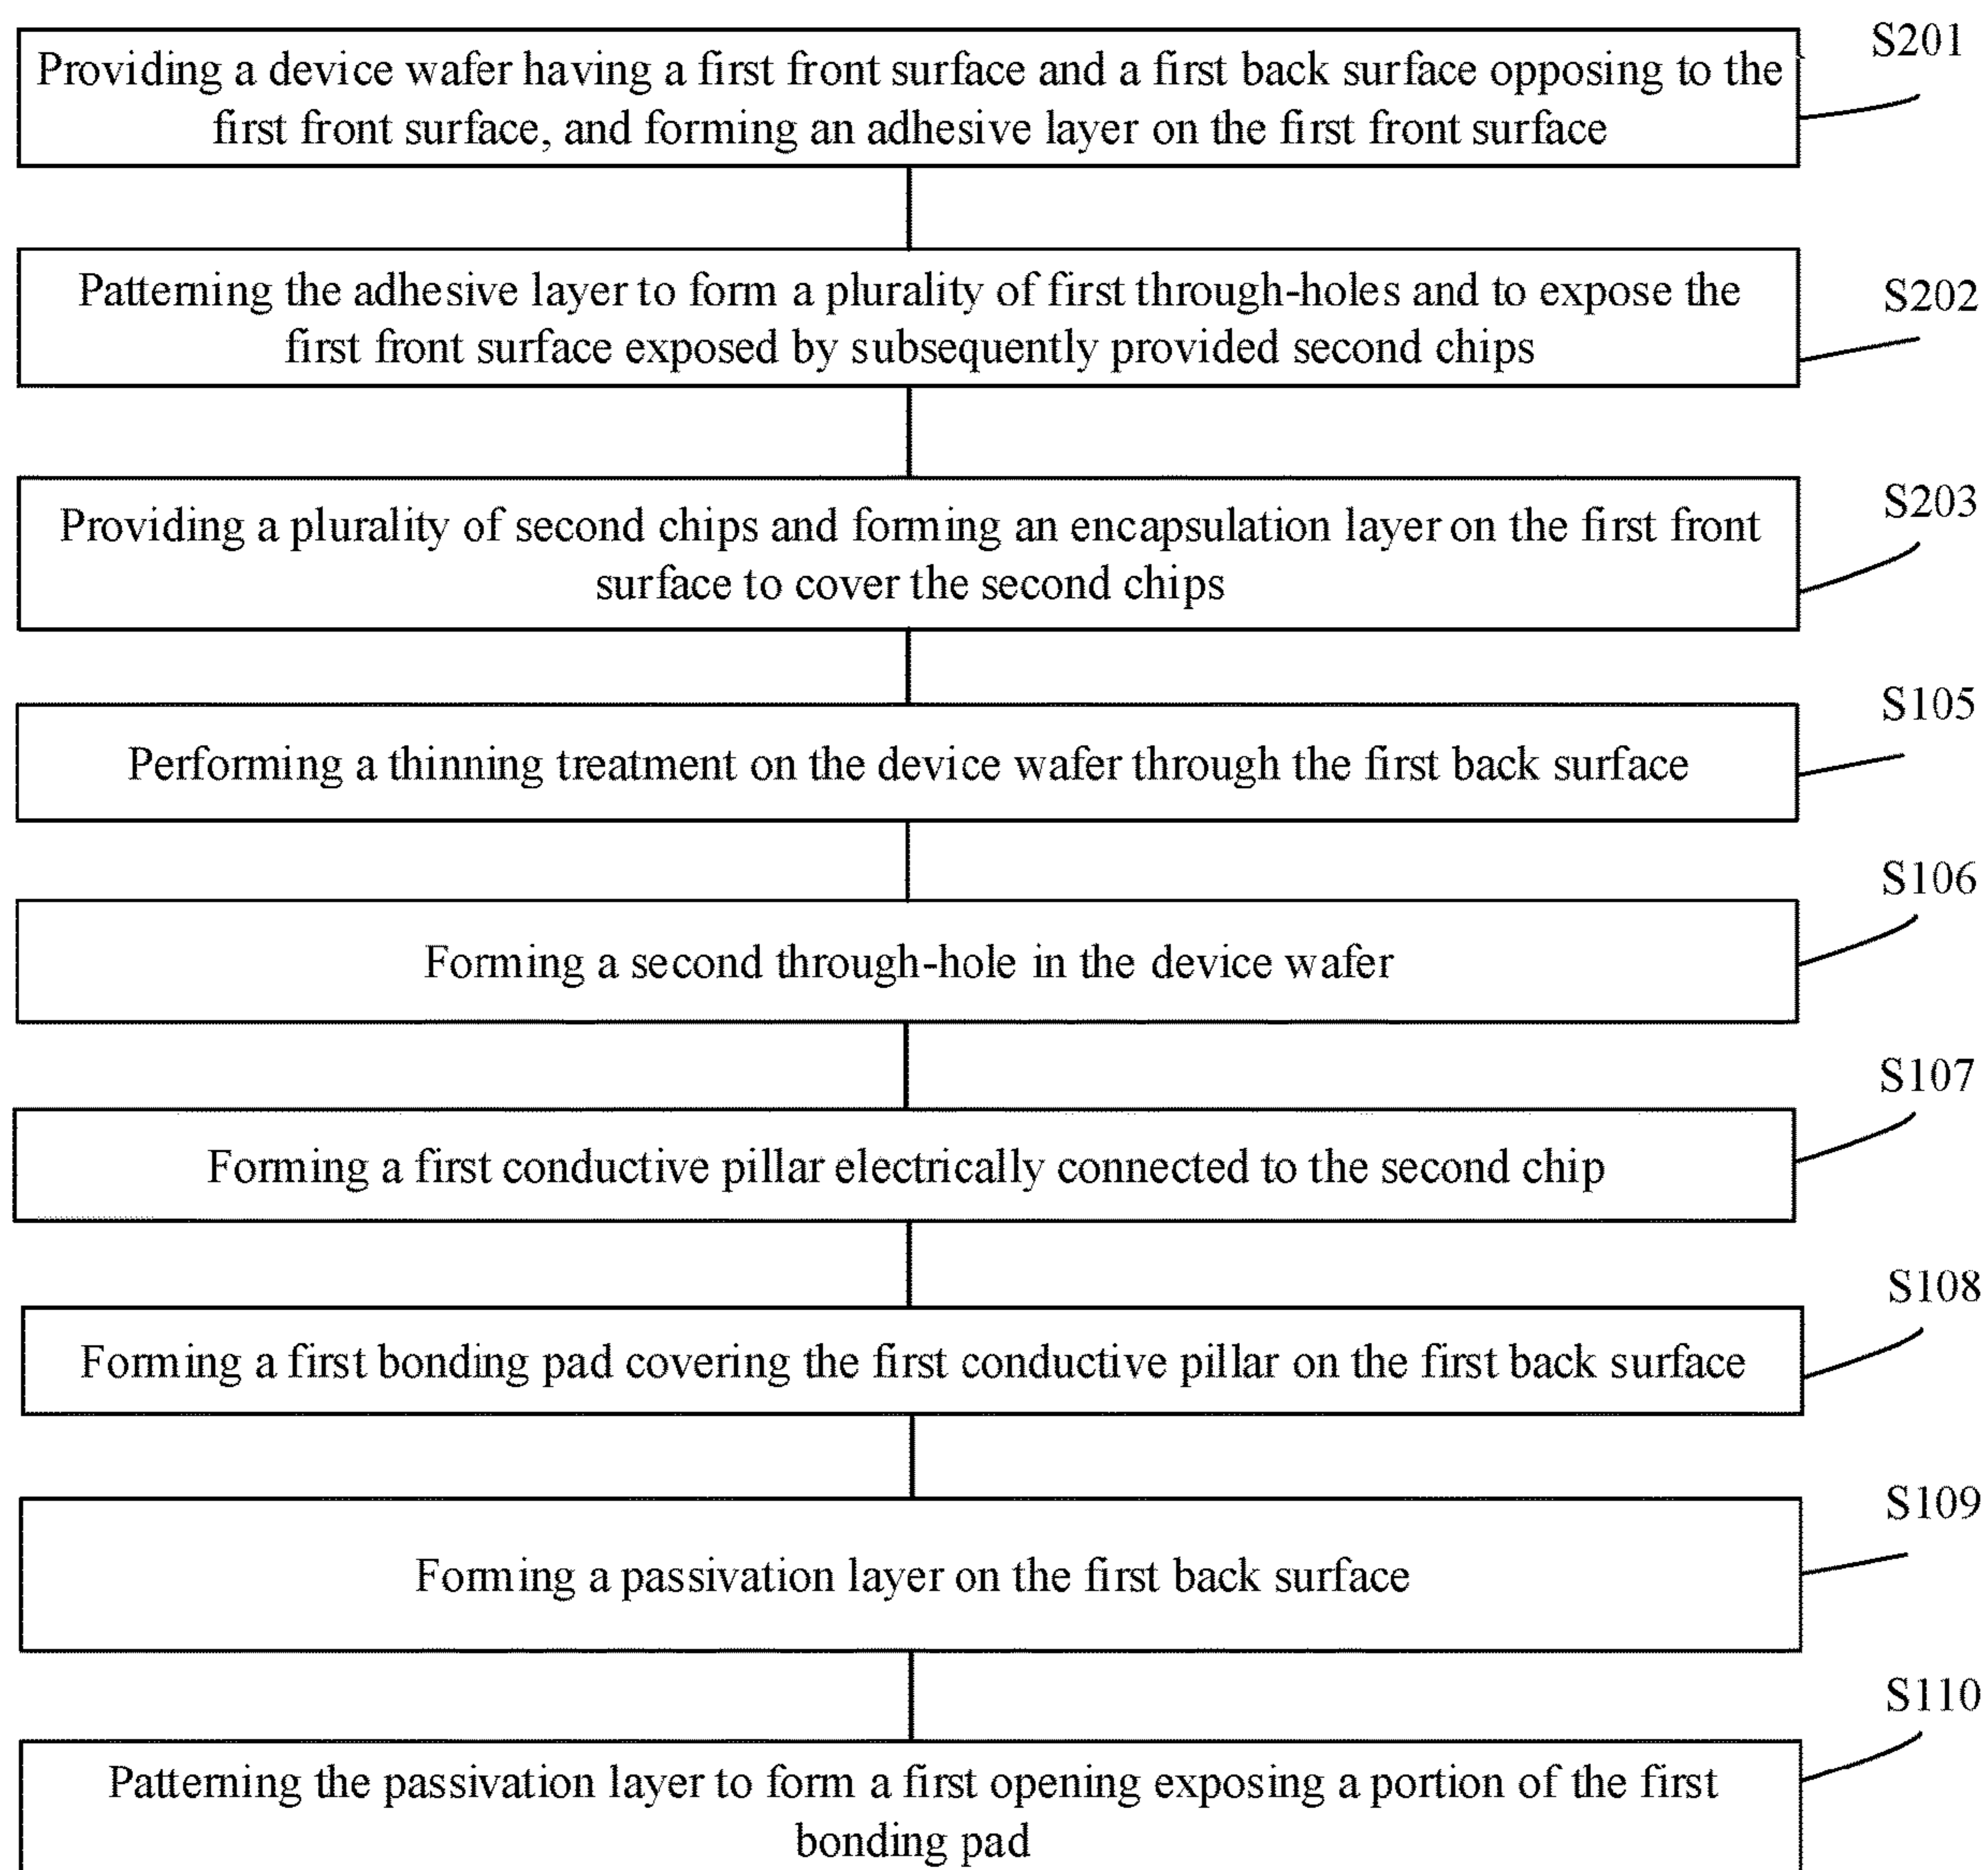 S201
Providing a device wafer having a first front surface and a first back surface opposing to the
first front surface, and forming an adhesive layer on the first front surface
S202
Patterning the adhesive layer to form a plurality of first through-holes and to expose the
first front surface exposed by subsequently provided second chips
S203
Providing a plurality of second chips and forming an encapsulation layer on the first front
surface to cover the second chips
S105
Performing a thinning treatment on the device wafer through the first back surface
S106
Forming a second through-hole in the device wafer
S107
Forming a first conductive pillar electrically connected to the second chip
S108
Forming a first bonding pad covering the first conductive pillar on the first back surface
S109
Forming a passivation layer on the first back surface
S110
Patterning the passivation layer to form a first opening exposing a portion of the first
bonding pad